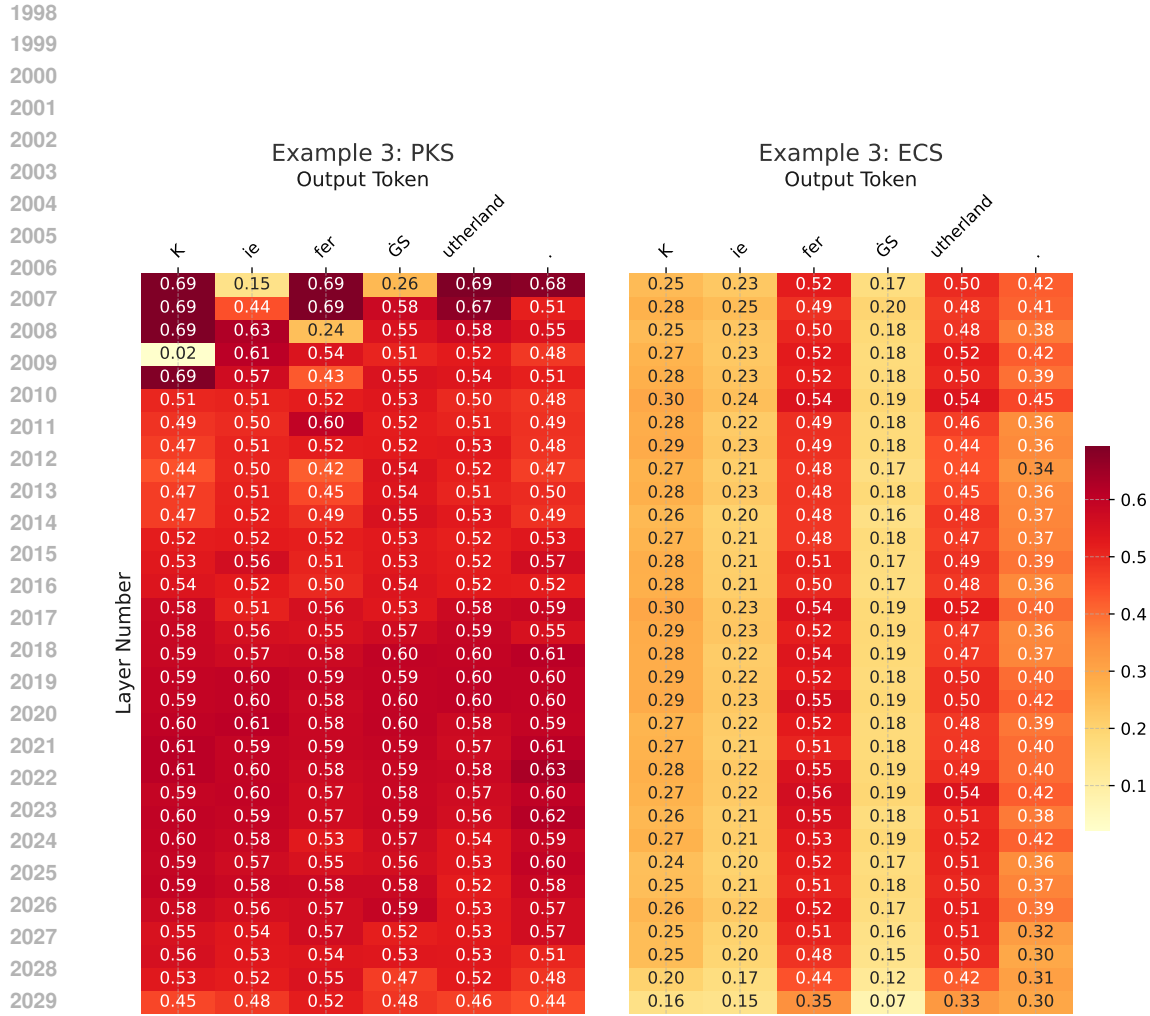 1998
1999
2000
2001
2002
2003
2004
2005
2006
2007
2008
2009
2010
2011
2012
2013
2014
2015
2016
2017
2018
2019
2020
2021
2022
2023
2024
2025
2026
2027
2028
2029
Example 3: PKS
Output Token
K ie fer ĠS utherland .
Layer Number
0.69 0.15 0.69 0.26 0.69 0.68
0.69 0.44 0.69 0.58 0.67 0.51
0.69 0.63 0.24 0.55 0.58 0.55
0.02 0.61 0.54 0.51 0.52 0.48
0.69 0.57 0.43 0.55 0.54 0.51
0.51 0.51 0.52 0.53 0.50 0.48
0.49 0.50 0.60 0.52 0.51 0.49
0.47 0.51 0.52 0.52 0.53 0.48
0.44 0.50 0.42 0.54 0.52 0.47
0.47 0.51 0.45 0.54 0.51 0.50
0.47 0.52 0.49 0.55 0.53 0.49
0.52 0.52 0.52 0.53 0.52 0.53
0.53 0.56 0.51 0.53 0.52 0.57
0.54 0.52 0.50 0.54 0.52 0.52
0.58 0.51 0.56 0.53 0.58 0.59
0.58 0.56 0.55 0.57 0.59 0.55
0.59 0.57 0.58 0.60 0.60 0.61
0.59 0.60 0.59 0.59 0.60 0.60
0.59 0.60 0.58 0.60 0.60 0.60
0.60 0.61 0.58 0.60 0.58 0.59
0.61 0.59 0.59 0.59 0.57 0.61
0.61 0.60 0.58 0.59 0.58 0.63
0.59 0.60 0.57 0.58 0.57 0.60
0.60 0.59 0.57 0.59 0.56 0.62
0.60 0.58 0.53 0.57 0.54 0.59
0.59 0.57 0.55 0.56 0.53 0.60
0.59 0.58 0.58 0.58 0.52 0.58
0.58 0.56 0.57 0.59 0.53 0.57
0.55 0.54 0.57 0.52 0.53 0.57
0.56 0.53 0.54 0.53 0.53 0.51
0.53 0.52 0.55 0.47 0.52 0.48
0.45 0.48 0.52 0.48 0.46 0.44
Example 3: ECS
Output Token
K ie fer ĠS utherland .
0.25 0.23 0.52 0.17 0.50 0.42
0.28 0.25 0.49 0.20 0.48 0.41
0.25 0.23 0.50 0.18 0.48 0.38
0.27 0.23 0.52 0.18 0.52 0.42
0.28 0.23 0.52 0.18 0.50 0.39
0.30 0.24 0.54 0.19 0.54 0.45
0.28 0.22 0.49 0.18 0.46 0.36
0.29 0.23 0.49 0.18 0.44 0.36
0.27 0.21 0.48 0.17 0.44 0.34
0.28 0.23 0.48 0.18 0.45 0.36
0.26 0.20 0.48 0.16 0.48 0.37
0.27 0.21 0.48 0.18 0.47 0.37
0.28 0.21 0.51 0.17 0.49 0.39
0.28 0.21 0.50 0.17 0.48 0.36
0.30 0.23 0.54 0.19 0.52 0.40
0.29 0.23 0.52 0.19 0.47 0.36
0.28 0.22 0.54 0.19 0.47 0.37
0.29 0.22 0.52 0.18 0.50 0.40
0.29 0.23 0.55 0.19 0.50 0.42
0.27 0.22 0.52 0.18 0.48 0.39
0.27 0.21 0.51 0.18 0.48 0.40
0.28 0.22 0.55 0.19 0.49 0.40
0.27 0.22 0.56 0.19 0.54 0.42
0.26 0.21 0.55 0.18 0.51 0.38
0.27 0.21 0.53 0.19 0.52 0.42
0.24 0.20 0.52 0.17 0.51 0.36
0.25 0.21 0.51 0.18 0.50 0.37
0.26 0.22 0.52 0.17 0.51 0.39
0.25 0.20 0.51 0.16 0.51 0.32
0.25 0.20 0.48 0.15 0.50 0.30
0.20 0.17 0.44 0.12 0.42 0.31
0.16 0.15 0.35 0.07 0.33 0.30
0.6
0.5
0.4
0.3
0.2
0.1